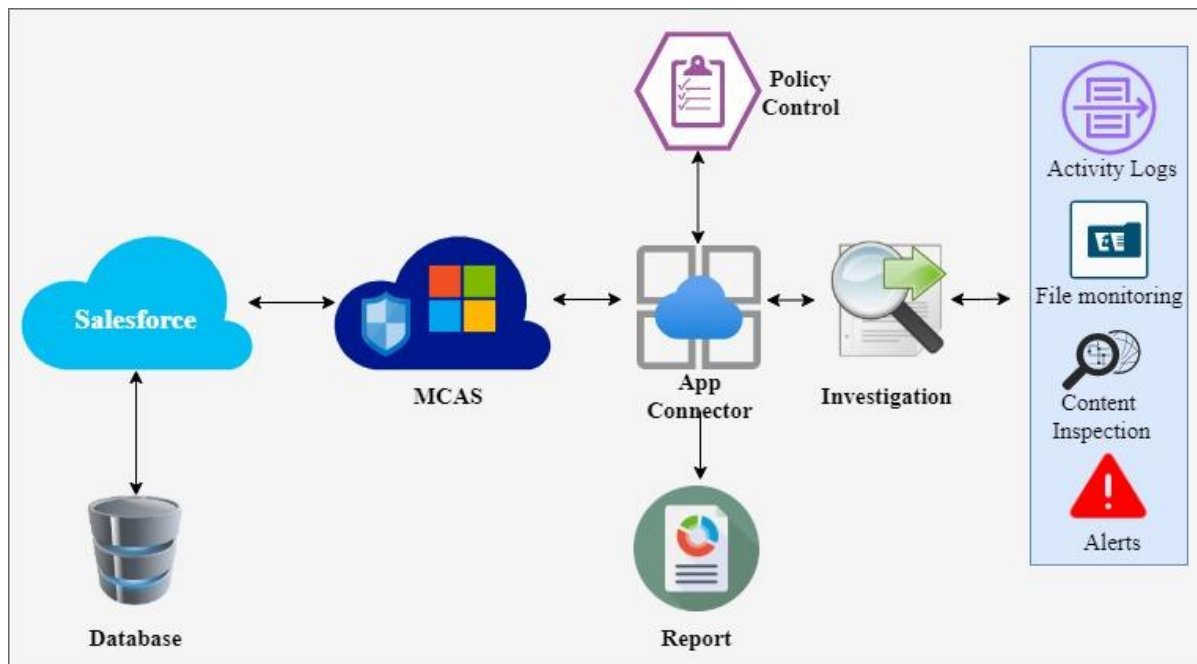 Policy
Control
Activity Logs
File monitoring
Salesforce
MCAS
App
Connector
Investigation
Content
Inspection
Alerts
Database
Report